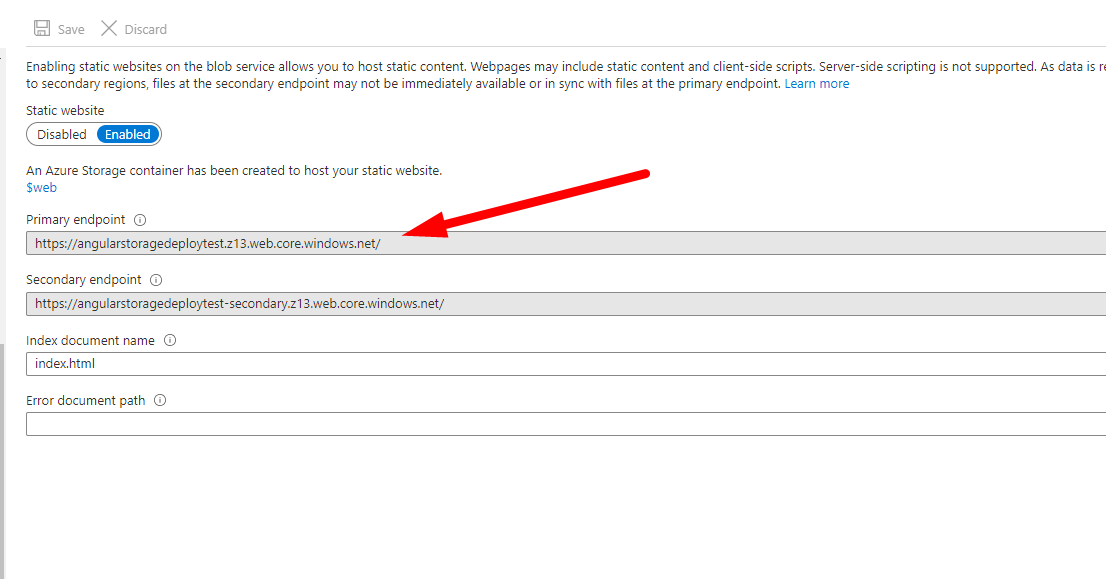 Save Discard
Enabling static websites on the blob service allows you to host static content. Webpages may include static content and client-side scripts. Server-side scripting is not supported. As data is
to secondary regions, files at the secondary endpoint may not be immediately available or in sync with files at the primary endpoint. Learn more
Static website
Disabled Enabled
An Azure Storage container has been created to host your static website.
$web
Primary endpoint
https://angularstoragedeploytest.z13.web.core.windows.net/
Secondary endpoint
https://angularstoragedeploytest-secondary.z13.web.core.windows.net/
Index document name
index.html
Error document path